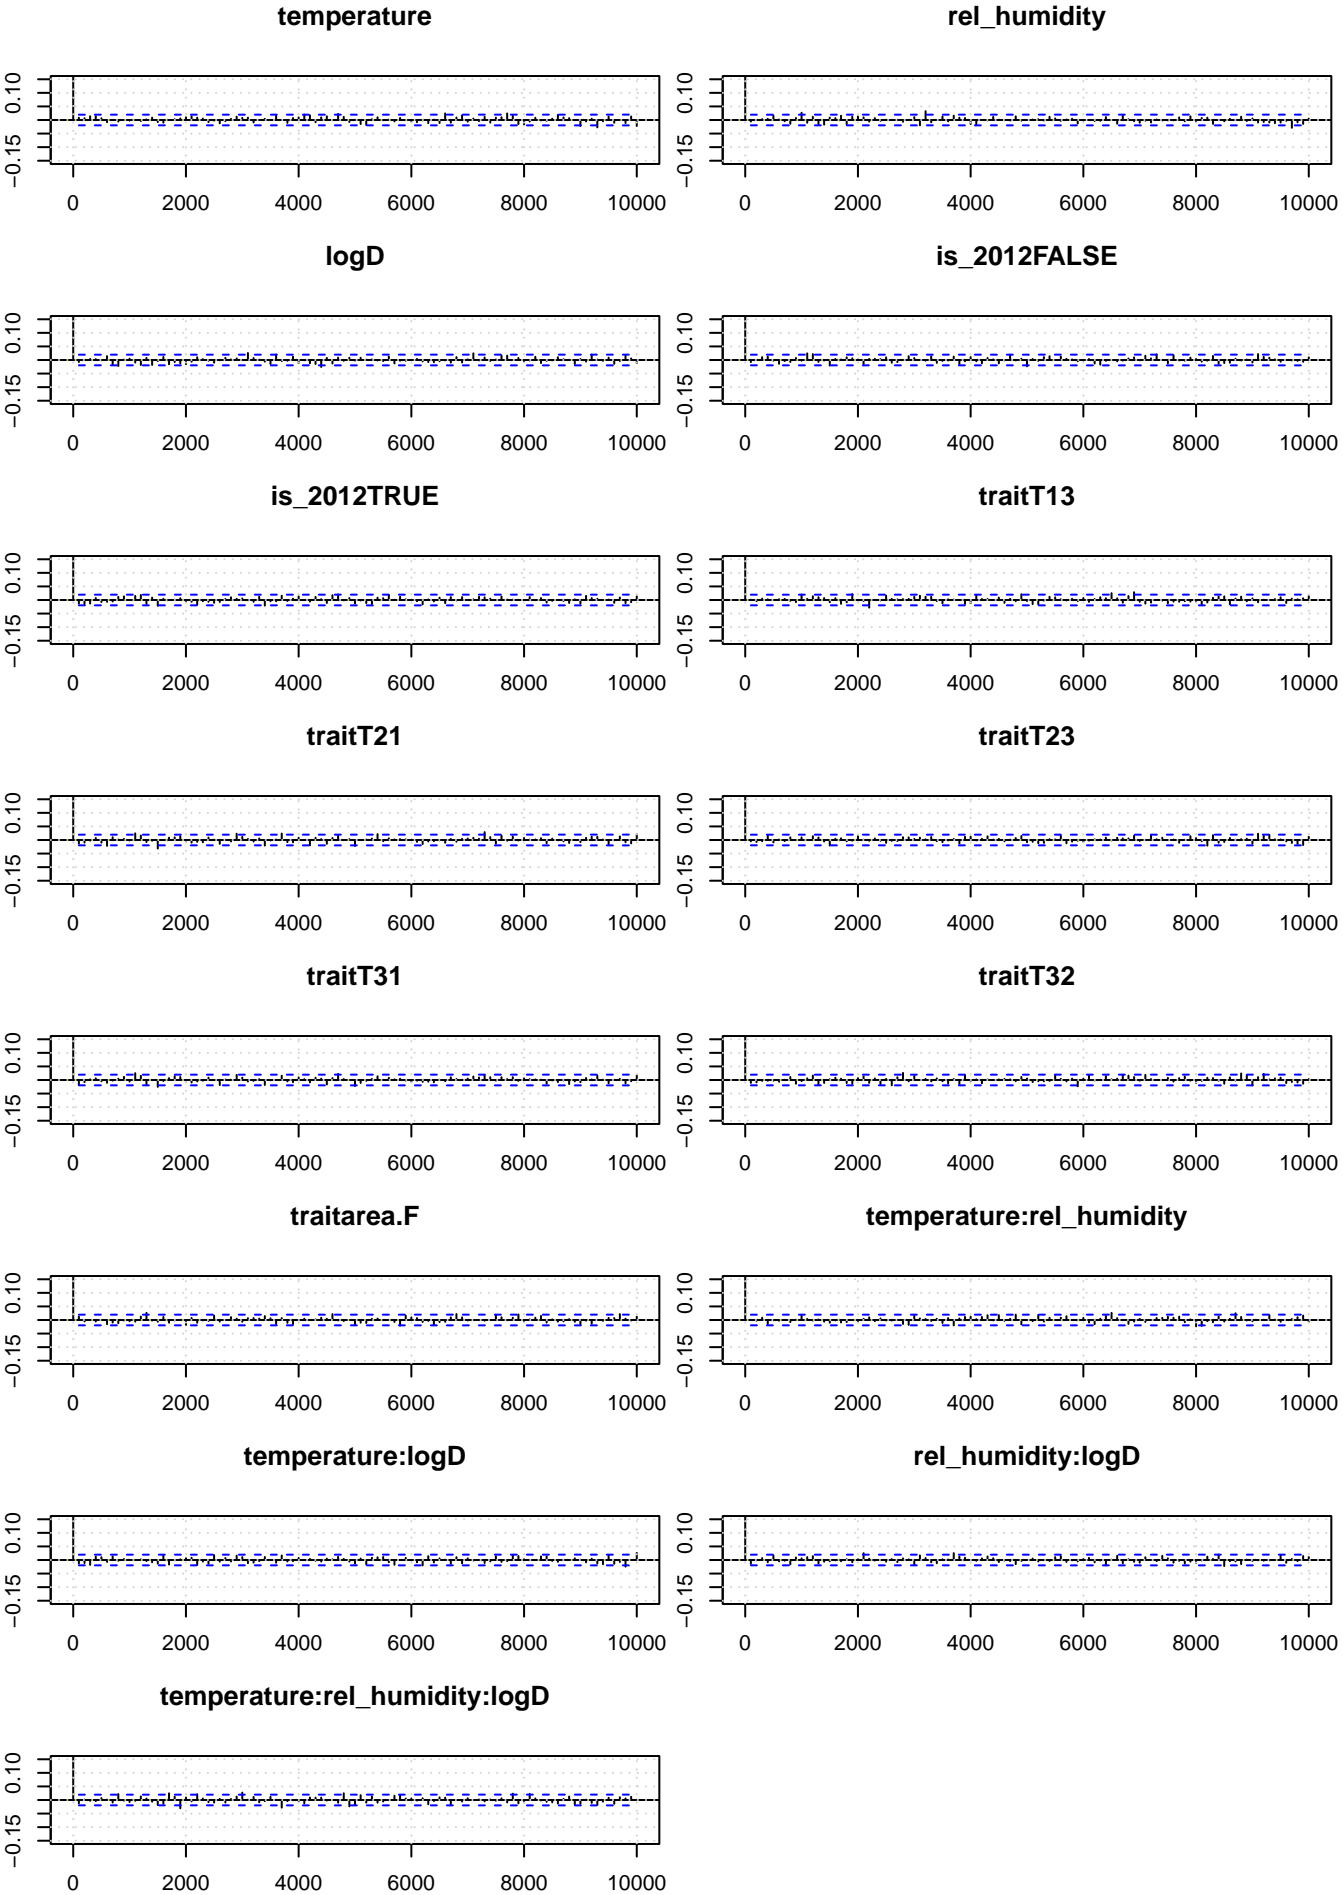 temperature rel_humidity
0.10 0.10
−0.15 −0.15
0 2000 4000 6000 8000 10000 0 2000 4000 6000 8000 10000
logD is_2012FALSE
0.10 0.10
−0.15 −0.15
0 2000 4000 6000 8000 10000 0 2000 4000 6000 8000 10000
is_2012TRUE traitT13
0.10 0.10
−0.15 −0.15
0 2000 4000 6000 8000 10000 0 2000 4000 6000 8000 10000
traitT21 traitT23
0.10 0.10
−0.15 −0.15
0 2000 4000 6000 8000 10000 0 2000 4000 6000 8000 10000
traitT31 traitT32
0.10 0.10
−0.15 −0.15
0 2000 4000 6000 8000 10000 0 2000 4000 6000 8000 10000
traitarea.F temperature:rel_humidity
0.10 0.10
−0.15 −0.15
0 2000 4000 6000 8000 10000 0 2000 4000 6000 8000 10000
temperature:logD rel_humidity:logD
0.10 0.10
−0.15 −0.15
0 2000 4000 6000 8000 10000 0 2000 4000 6000 8000 10000
temperature:rel_humidity:logD
0.10
−0.15
0 2000 4000 6000 8000 10000